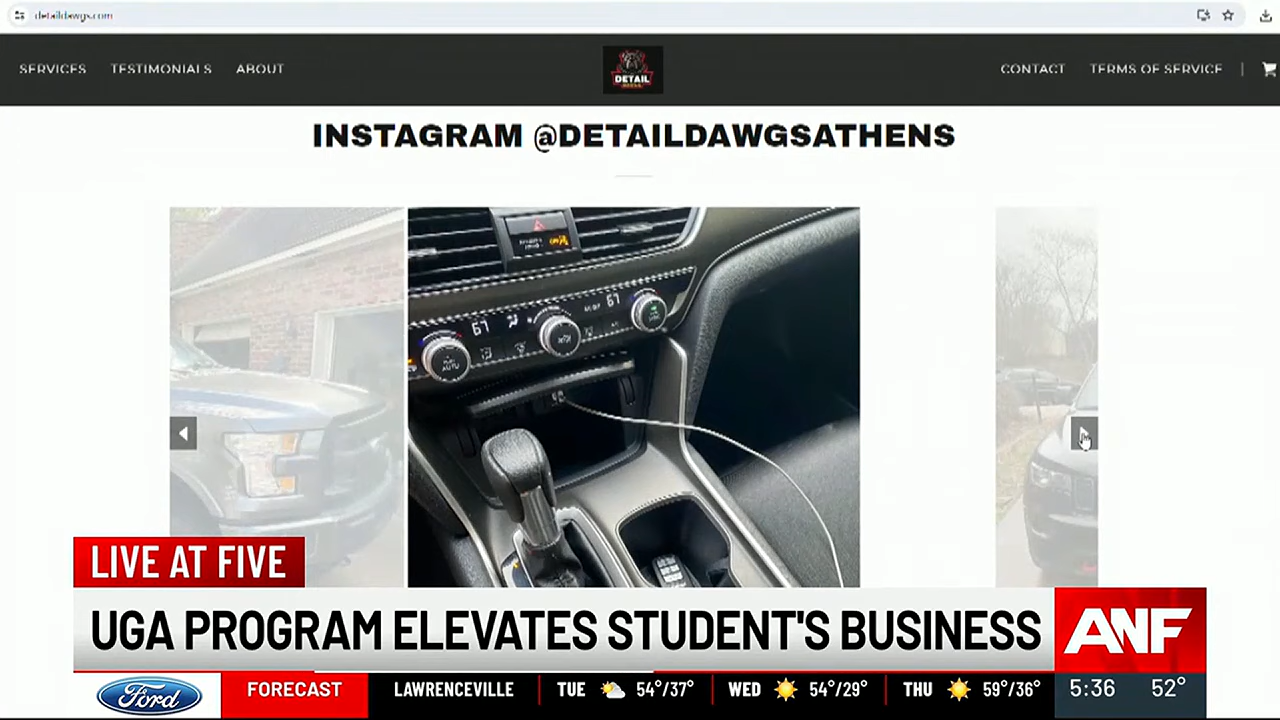 detaildawgs.com
SERVICES TESTIMONIALS ABOUT
DETAIL
CONTACT TERMS OF SERVICE
INSTAGRAM @DETAILDAWGSATHENS
67
67
AUTO
LIVE AT FIVE
UGA PROGRAM ELEVATES STUDENT'S BUSINESS
ANF
Ford
FORECAST
LAWRENCEVILLE
TUE 54°/37°
WED 54°/29°
THU 59°/36°
5:36 52°